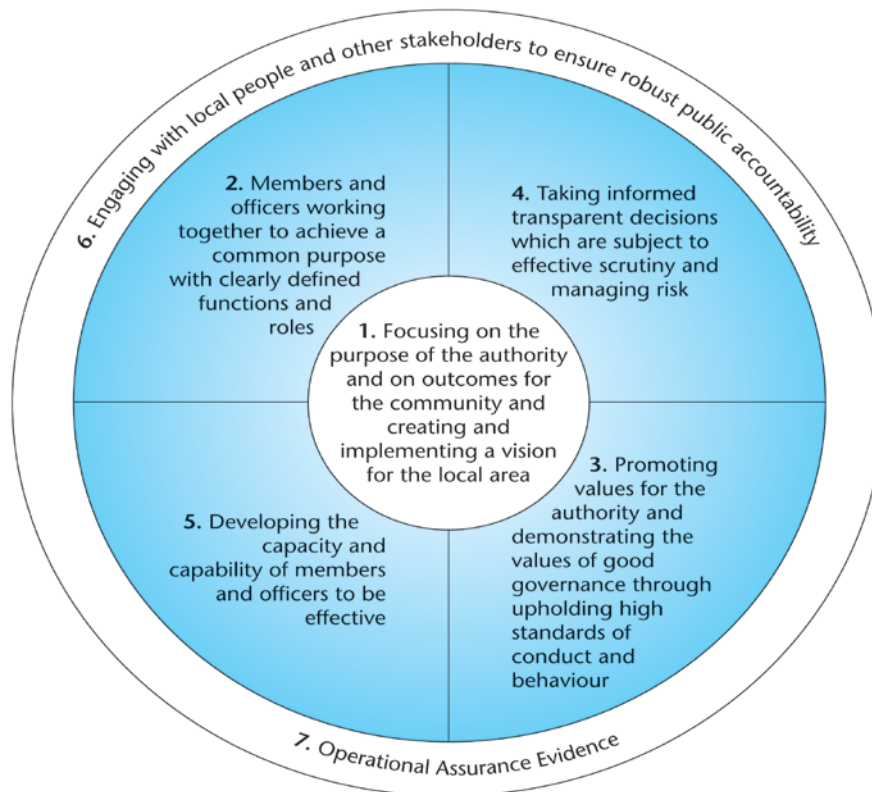 6. Engaging with local people and other stakeholders to ensure robust public accountability
2. Members and
officers working
together to achieve a
common purpose
with clearly defined
functions and
roles
4. Taking informed
transparent decisions
which are subject to
effective scrutiny and
managing risk
1. Focusing on the
purpose of the authority
and on outcomes for
the community and
creating and
implementing a vision
for the local area
5. Developing the
capacity and
capability of members
and officers to be
effective
3. Promoting
values for the
authority and
demonstrating the
values of good
governance through
upholding high
standards of
conduct and
behaviour
7. Operational Assurance Evidence